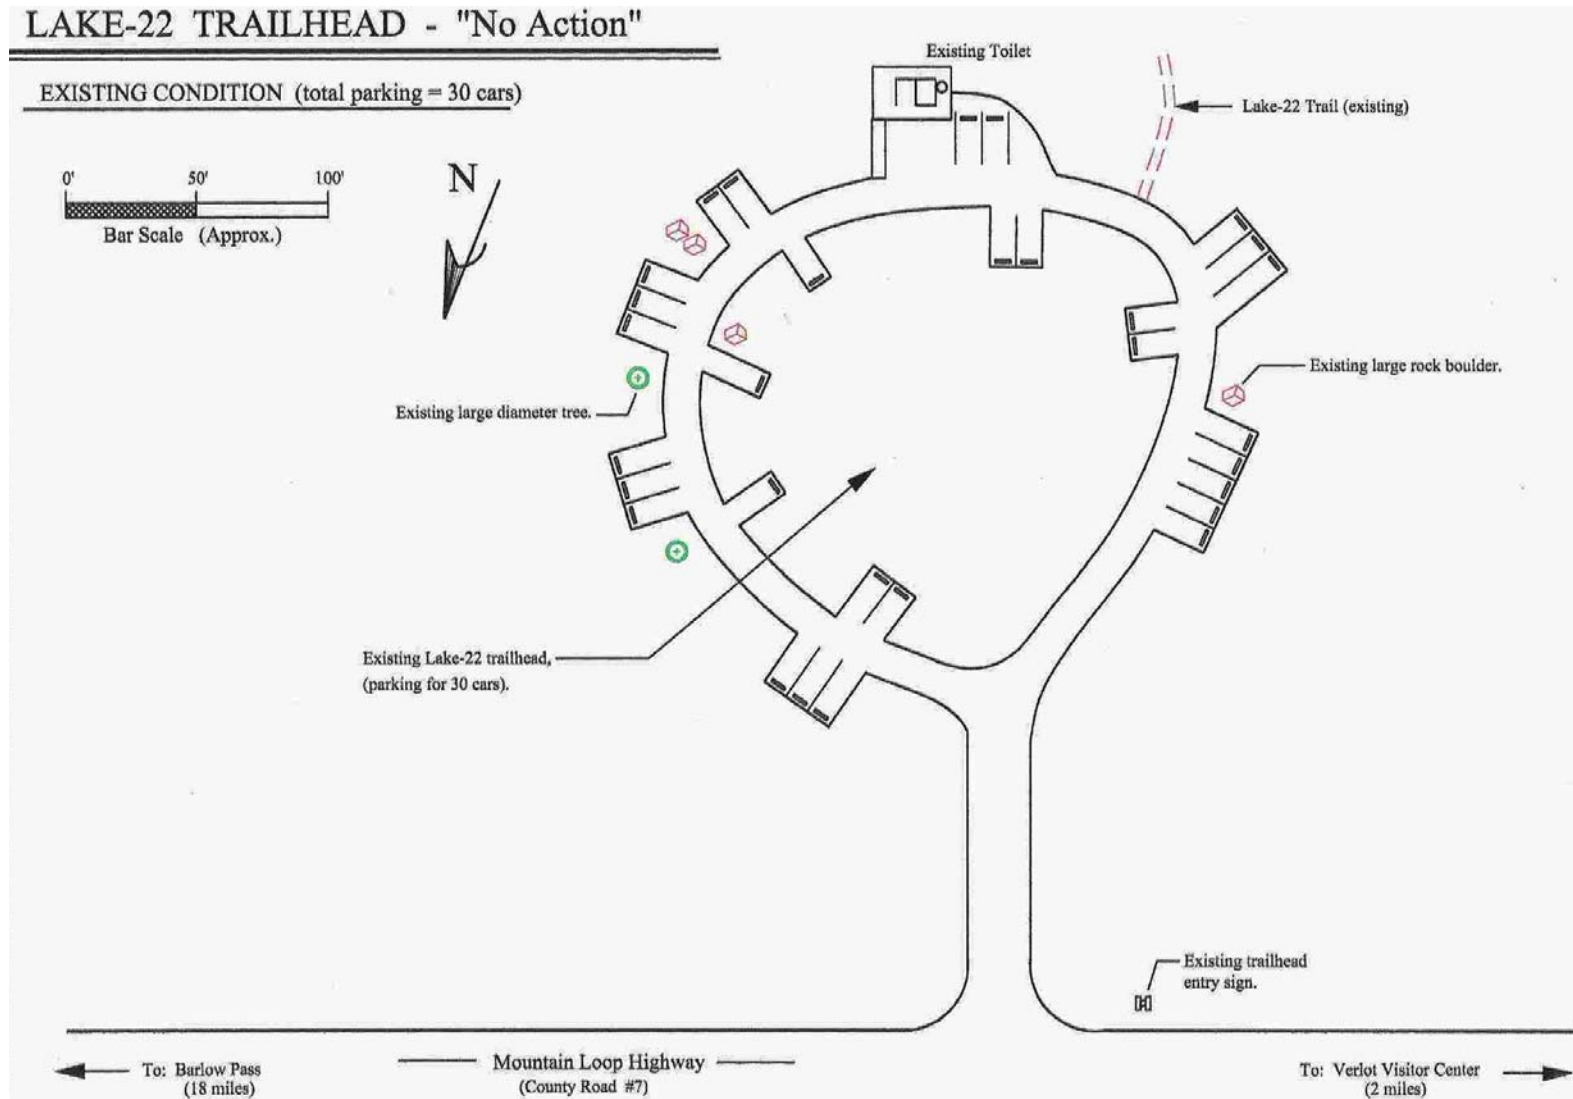 LAKE-22 TRAILHEAD - "No Action"
EXISTING CONDITION (total parking = 30 cars)
0' 50' 100'
Bar Scale (Approx.)
N
Existing Toilet
Lake-22 Trail (existing)
Existing large rock boulder.
Existing large diameter tree.
Existing Lake-22 trailhead,
(parking for 30 cars).
Existing trailhead
entry sign.
To: Barlow Pass
(18 miles)
Mountain Loop Highway
(County Road #7)
To: Verlot Visitor Center
(2 miles)